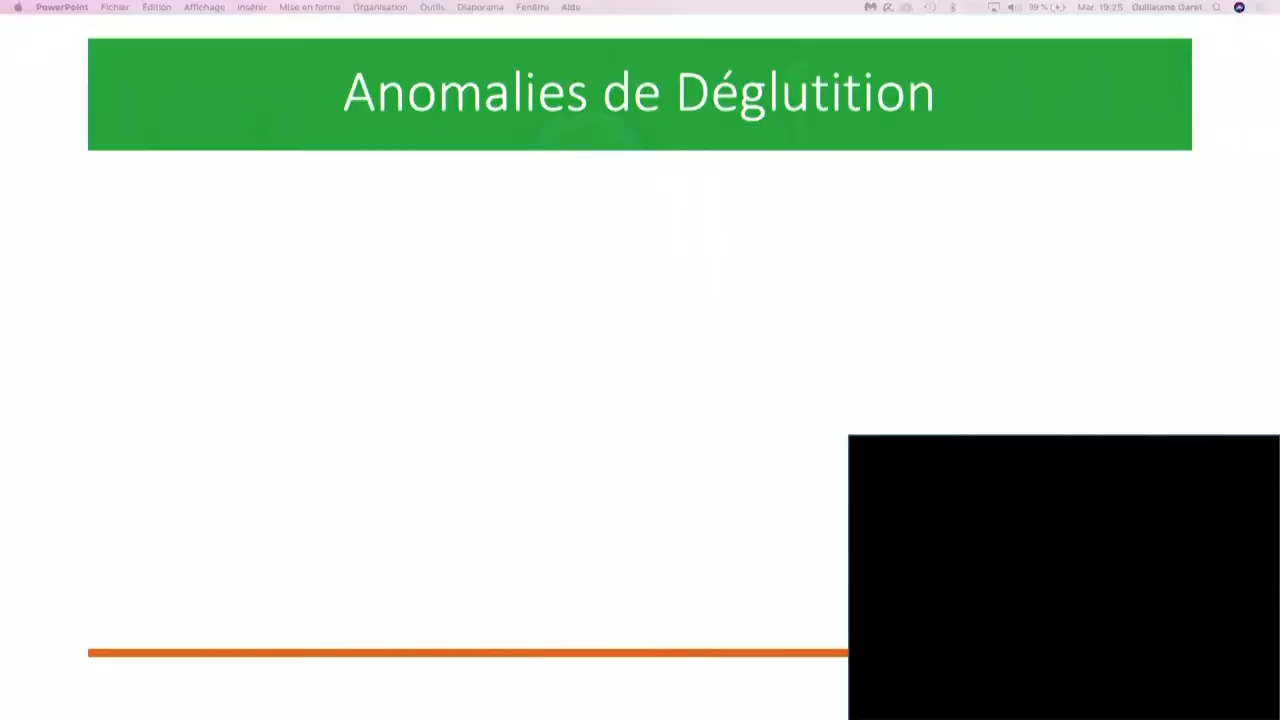 PowerPoint Fichier Édition Affichage Insérer Mise en forme Organisation Outils Diaporama Fenêtre Aide 99 % Mar. 19:25 Guillaume Garet
Anomalies de Déglutition